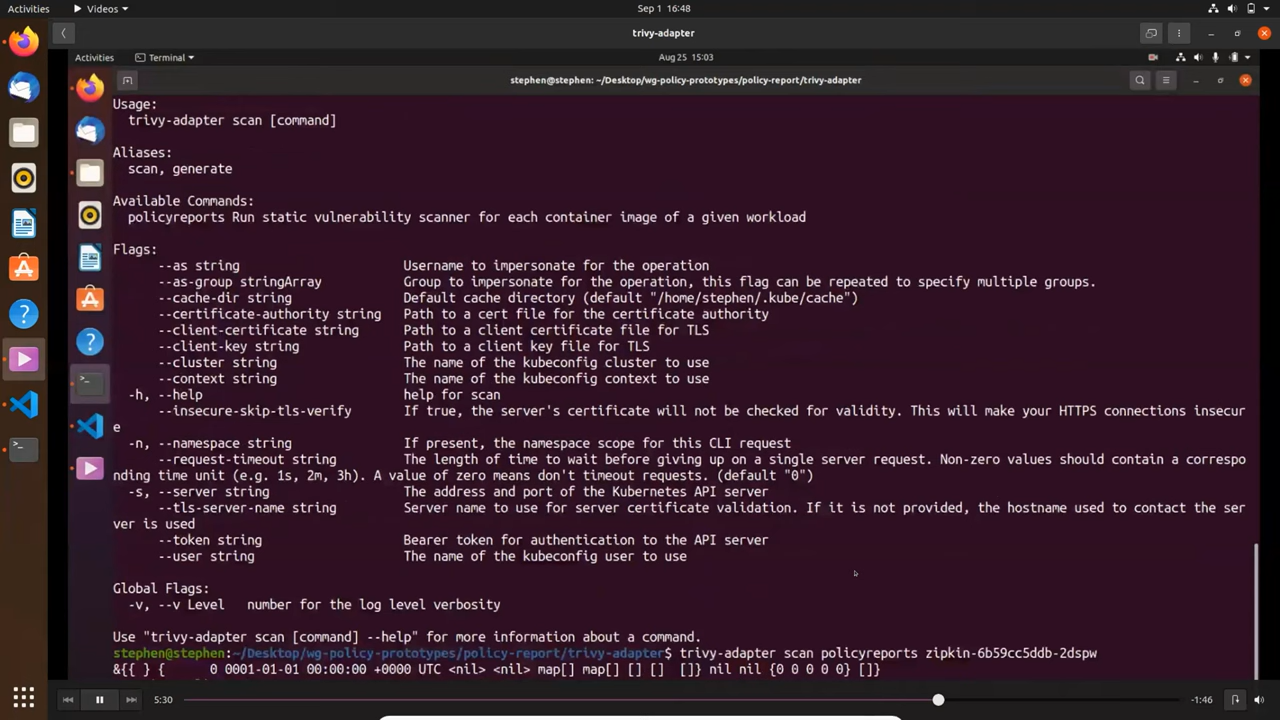 Activities
Videos
Sep 1 16:48
trivy-adapter
Activities
Terminal
Aug 25 15:03
stephen@stephen: ~/Desktop/wg-policy-prototypes/policy-report/trivy-adapter
Usage:
trivy-adapter scan [command]
Aliases:
scan, generate
Available Commands:
policyreports Run static vulnerability scanner for each container image of a given workload
Flags:
--as string Username to impersonate for the operation
--as-group stringArray Group to impersonate for the operation, this flag can be repeated to specify multiple groups.
--cache-dir string Default cache directory (default "/home/stephen/.kube/cache")
--certificate-authority string Path to a cert file for the certificate authority
--client-certificate string Path to a client certificate file for TLS
--client-key string Path to a client key file for TLS
--cluster string The name of the kubeconfig cluster to use
--context string The name of the kubeconfig context to use
-h, --help help for scan
--insecure-skip-tls-verify If true, the server's certificate will not be checked for validity. This will make your HTTPS connections insecur
e
-n, --namespace string If present, the namespace scope for this CLI request
--request-timeout string The length of time to wait before giving up on a single server request. Non-zero values should contain a correspo
nding time unit (e.g. 1s, 2m, 3h). A value of zero means don't timeout requests. (default "0")
-s, --server string The address and port of the Kubernetes API server
--tls-server-name string Server name to use for server certificate validation. If it is not provided, the hostname used to contact the ser
ver is used
--token string Bearer token for authentication to the API server
--user string The name of the kubeconfig user to use
Global Flags:
-v, --v Level number for the log level verbosity
Use "trivy-adapter scan [command] --help" for more information about a command.
stephen@stephen:~/Desktop/wg-policy-prototypes/policy-report/trivy-adapter$ trivy-adapter scan policyreports zipkin-6b59cc5ddb-2dspw
&{{ } { 0 0001-01-01 00:00:00 +0000 UTC <nil> <nil> map[] map[] [] [] []} nil nil {0 0 0 0 0} []}
5:30
-1:46